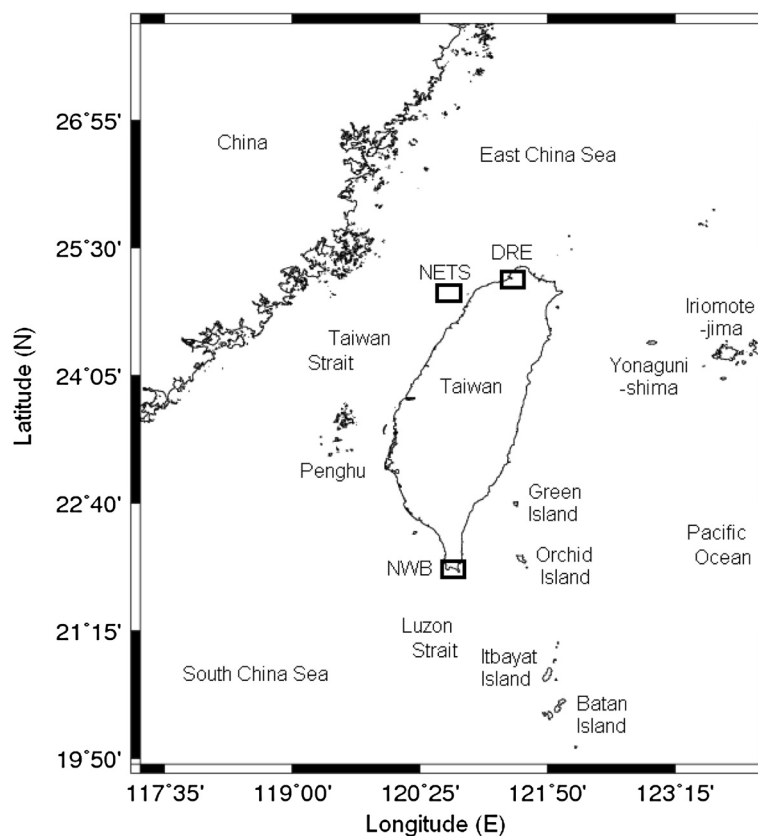 26°55'
25°30'
24°05'
22°40'
21°15'
19°50'
Latitude (N)
China
East China Sea
DRE
NETS
Iriomote
-jima
Taiwan
Strait
Yonaguni
-shima
Taiwan
Penghu
Green
Island
Pacific
Ocean
NWB
Orchid
Island
Luzon
Strait
South China Sea
Itbayat
Island
Batan
Island
117°35'
119°00'
120°25'
121°50'
123°15'
Longitude (E)